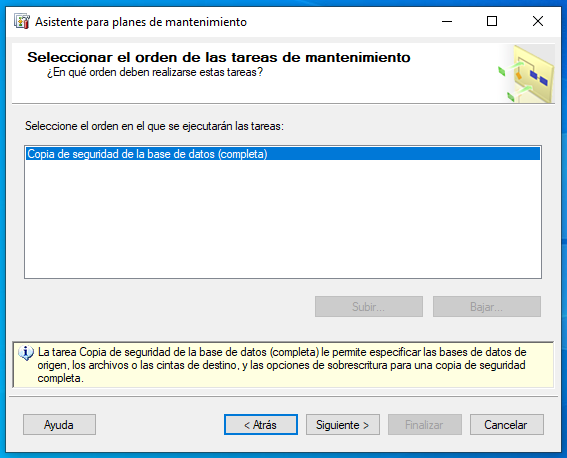 Asistente para planes de mantenimiento
Seleccionar el orden de las tareas de mantenimiento
¿En qué orden deben realizarse estas tareas?
Seleccione el orden en el que se ejecutarán las tareas:
Copia de seguridad de la base de datos (completa)
Subir...
Bajar...
La tarea Copia de seguridad de la base de datos (completa) le permite especificar las bases de datos de
origen, los archivos o las cintas de destino, y las opciones de sobrescritura para una copia de seguridad
completa.
Ayuda
< Atrás
Siguiente >
Finalizar
Cancelar